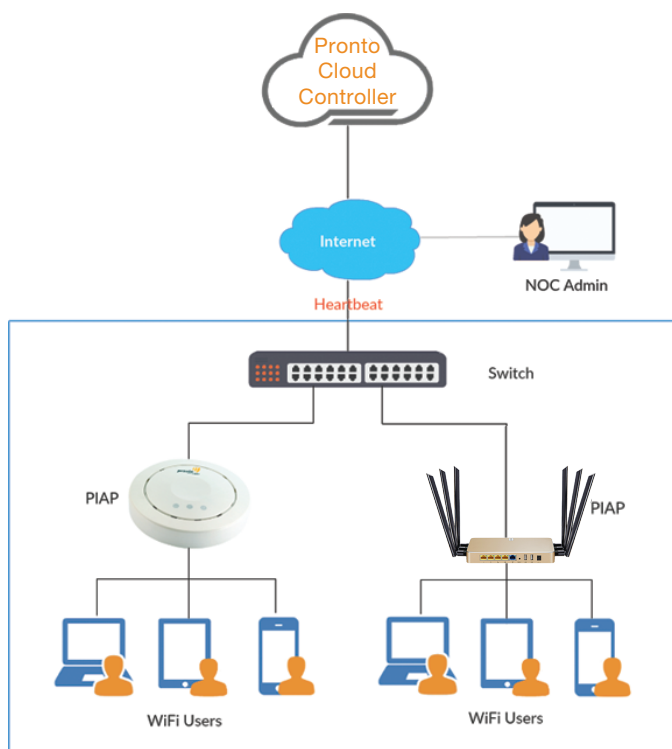 Pronto
Cloud
Controller
Internet
NOC Admin
Heartbeat
Switch
PIAP
PIAP
WiFi Users
WiFi Users